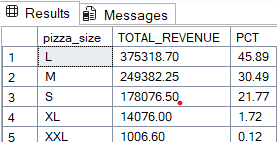 Results Messages
pizza_size TOTAL_REVENUE PCT
1 L 375318.70 45.89
2 M 249382.25 30.49
3 S 178076.50 21.77
4 XL 14076.00 1.72
5 XXL 1006.60 0.12